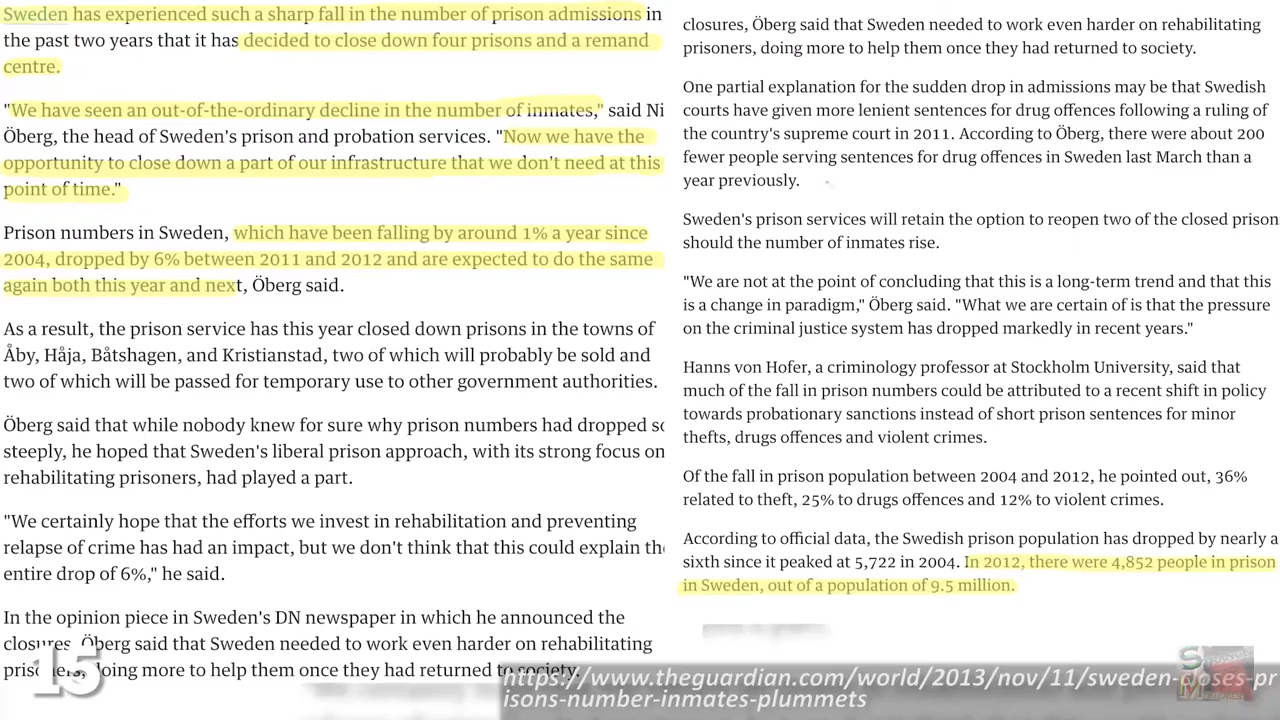 Sweden has experienced such a sharp fall in the number of prison admissions in
the past two years that it has decided to close down four prisons and a remand
centre.
"We have seen an out-of-the-ordinary decline in the number of inmates," said Ni
Öberg, the head of Sweden's prison and probation services. "Now we have the
opportunity to close down a part of our infrastructure that we don't need at this
point of time."
Prison numbers in Sweden, which have been falling by around 1% a year since
2004, dropped by 6% between 2011 and 2012 and are expected to do the same
again both this year and next, Öberg said.
As a result, the prison service has this year closed down prisons in the towns of
Åby, Håja, Båtshagen, and Kristianstad, two of which will probably be sold and
two of which will be passed for temporary use to other government authorities.
Öberg said that while nobody knew for sure why prison numbers had dropped so
steeply, he hoped that Sweden's liberal prison approach, with its strong focus on
rehabilitating prisoners, had played a part.
"We certainly hope that the efforts we invest in rehabilitation and preventing
relapse of crime has had an impact, but we don't think that this could explain the
entire drop of 6%," he said.
In the opinion piece in Sweden's DN newspaper in which he announced the
closures, Öberg said that Sweden needed to work even harder on rehabilitating
prisoners, doing more to help them once they had returned to society.
closures, Öberg said that Sweden needed to work even harder on rehabilitating
prisoners, doing more to help them once they had returned to society.
One partial explanation for the sudden drop in admissions may be that Swedish
courts have given more lenient sentences for drug offences following a ruling of
the country's supreme court in 2011. According to Öberg, there were about 200
fewer people serving sentences for drug offences in Sweden last March than a
year previously.
Sweden's prison services will retain the option to reopen two of the closed prison
should the number of inmates rise.
"We are not at the point of concluding that this is a long-term trend and that this
is a change in paradigm," Öberg said. "What we are certain of is that the pressure
on the criminal justice system has dropped markedly in recent years."
Hanns von Hofer, a criminology professor at Stockholm University, said that
much of the fall in prison numbers could be attributed to a recent shift in policy
towards probationary sanctions instead of short prison sentences for minor
thefts, drugs offences and violent crimes.
Of the fall in prison population between 2004 and 2012, he pointed out, 36%
related to theft, 25% to drugs offences and 12% to violent crimes.
According to official data, the Swedish prison population has dropped by nearly a
sixth since it peaked at 5,722 in 2004. In 2012, there were 4,852 people in prison
in Sweden, out of a population of 9.5 million.
15
https://www.theguardian.com/world/2013/nov/11/sweden-closes-pr
isons-number-inmates-plummets